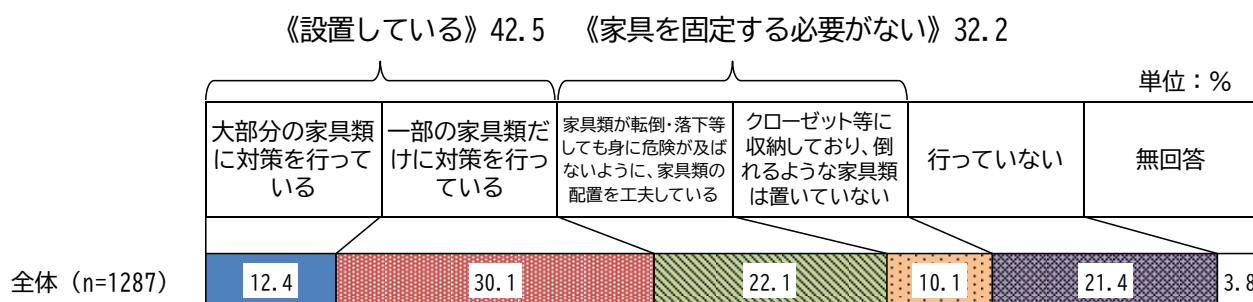 《設置している》42.5　《家具を固定する必要がない》32.2
単位：％
大部分の家具類
に対策を行って
いる
一部の家具類だ
けに対策を行っ
ている
家具類が転倒・落下等
しても身に危険が及ば
ないように、家具類の
配置を工夫している
クローゼット等に
収納しており、倒
れるような家具類
は置いていない
行っていない
無回答
全体（n=1287） 12.4 30.1 22.1 10.1 21.4 3.8